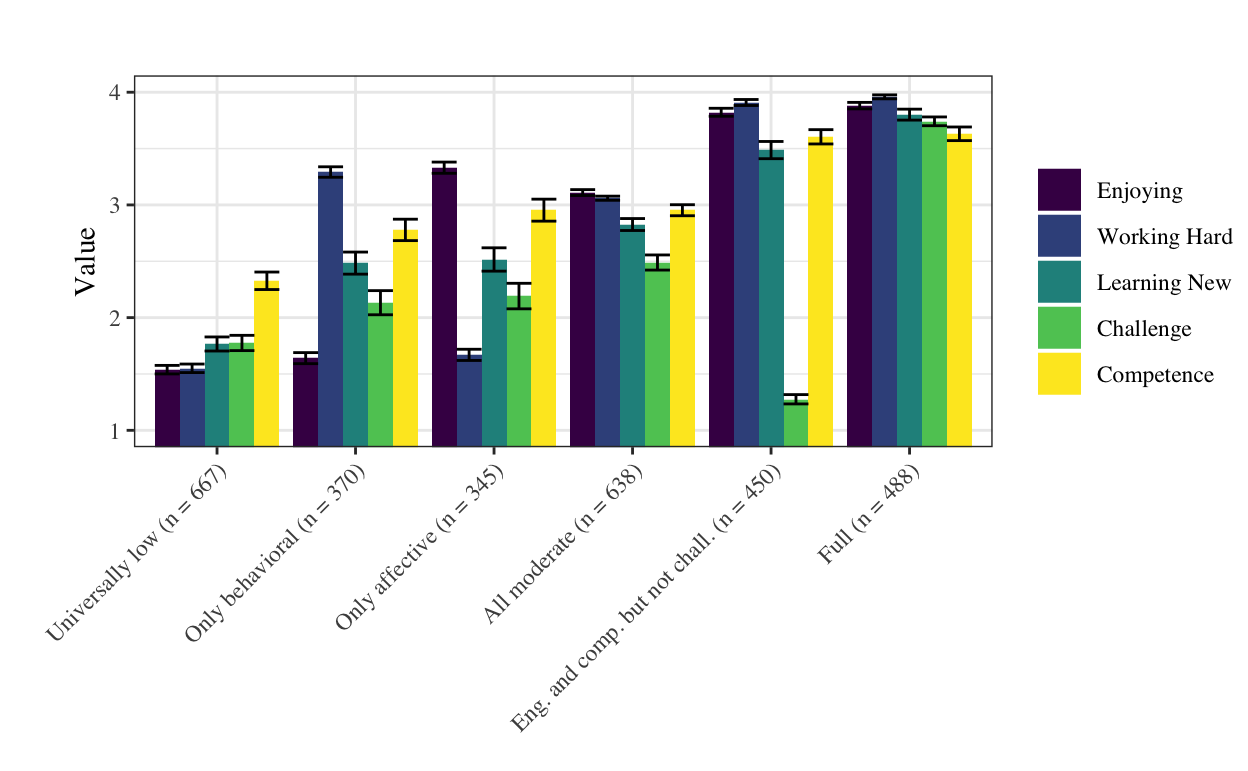 Value
4
3
2
1
Universally low (n = 667)
Only behavioral (n = 370)
Only affective (n = 345)
All moderate (n = 638)
Eng. and comp. but not chall. (n = 450)
Full (n = 488)
Enjoying
Working Hard
Learning New
Challenge
Competence